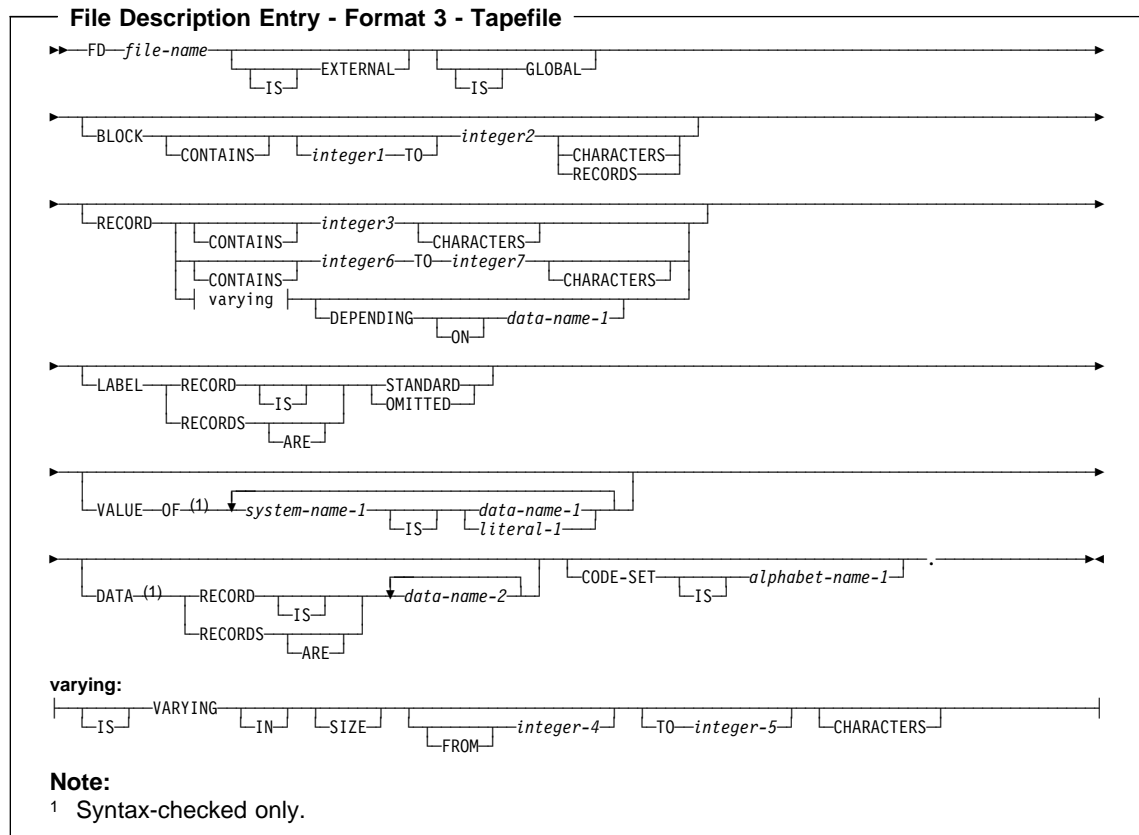 File Description Entry - Format 3 - Tapefile
FD file-name EXTERNAL GLOBAL
IS IS
BLOCK integer2
CONTAINS integer1 TO CHARACTERS
RECORDS
RECORD integer3
CONTAINS CHARACTERS
integer6 TO integer7
CONTAINS CHARACTERS
varying
DEPENDING data-name-1
ON
LABEL RECORD STANDARD
IS OMITTED
RECORDS
ARE
VALUE OF (1) system-name-1 data-name-1
IS literal-1
CODE-SET alphabet-name-1 .
DATA (1) RECORD data-name-2 IS
IS
RECORDS
ARE
varying:
VARYING integer-4 TO integer-5 CHARACTERS
IS IN SIZE FROM
Note:
1 Syntax-checked only.